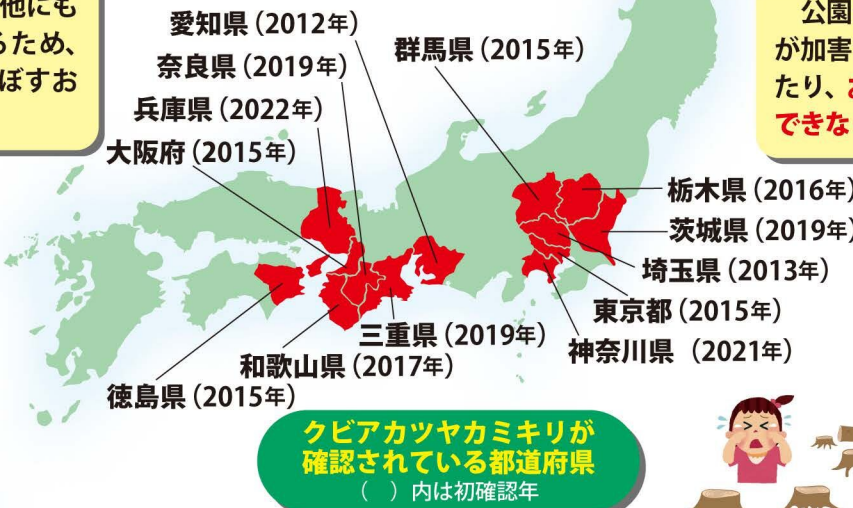 他にも
るため、
ぼすお
公園
が加害
たり、
できな
愛知県（2012年）
奈良県（2019年）
兵庫県（2022年）
大阪府（2015年）
群馬県（2015年）
栃木県（2016年）
茨城県（2019年）
埼玉県（2013年）
東京都（2015年）
神奈川県（2021年）
三重県（2019年）
和歌山県（2017年）
徳島県（2015年）
クビアカツヤカミキリが
確認されている都道府県
（　）内は初確認年